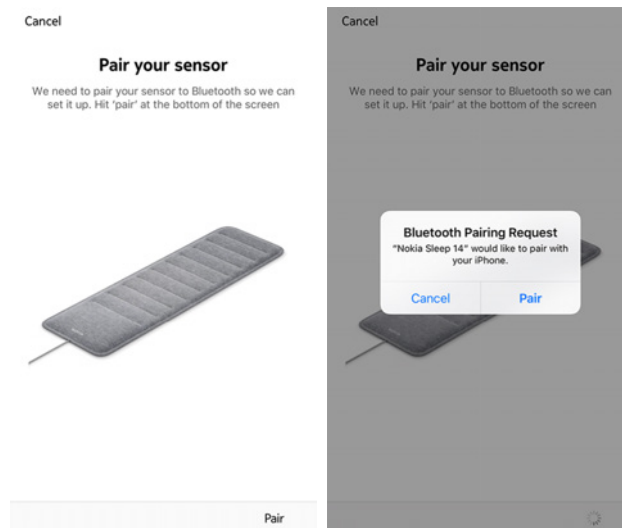 Cancel
Pair your sensor
We need to pair your sensor to Bluetooth so we can
set it up. Hit ‘pair’ at the bottom of the screen
Pair
Cancel
Pair your sensor
We need to pair your sensor to Bluetooth so we can
set it up. Hit ‘pair’ at the bottom of the screen
Bluetooth Pairing Request
“Nokia Sleep 14” would like to pair with
your iPhone.
Cancel
Pair